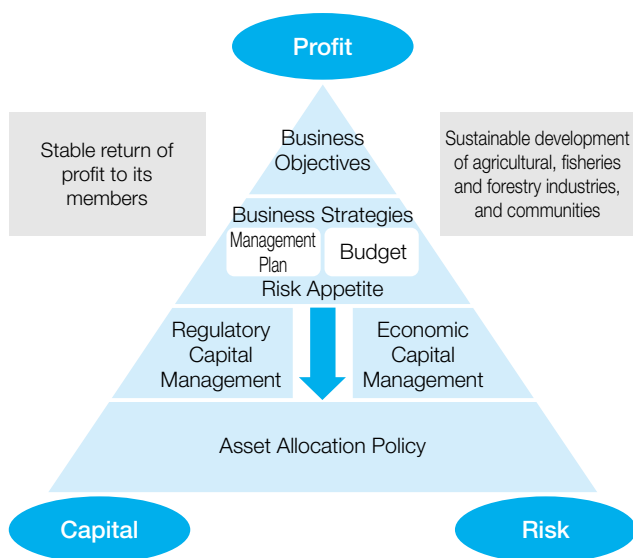 Profit
Stable return of
profit to its
members
Business
Objectives
Sustainable development
of agricultural, fisheries
and forestry industries,
and communities
Business Strategies
Management
Plan
Budget
Risk Appetite
Regulatory
Capital
Management
Economic
Capital
Management
Asset Allocation Policy
Capital
Risk